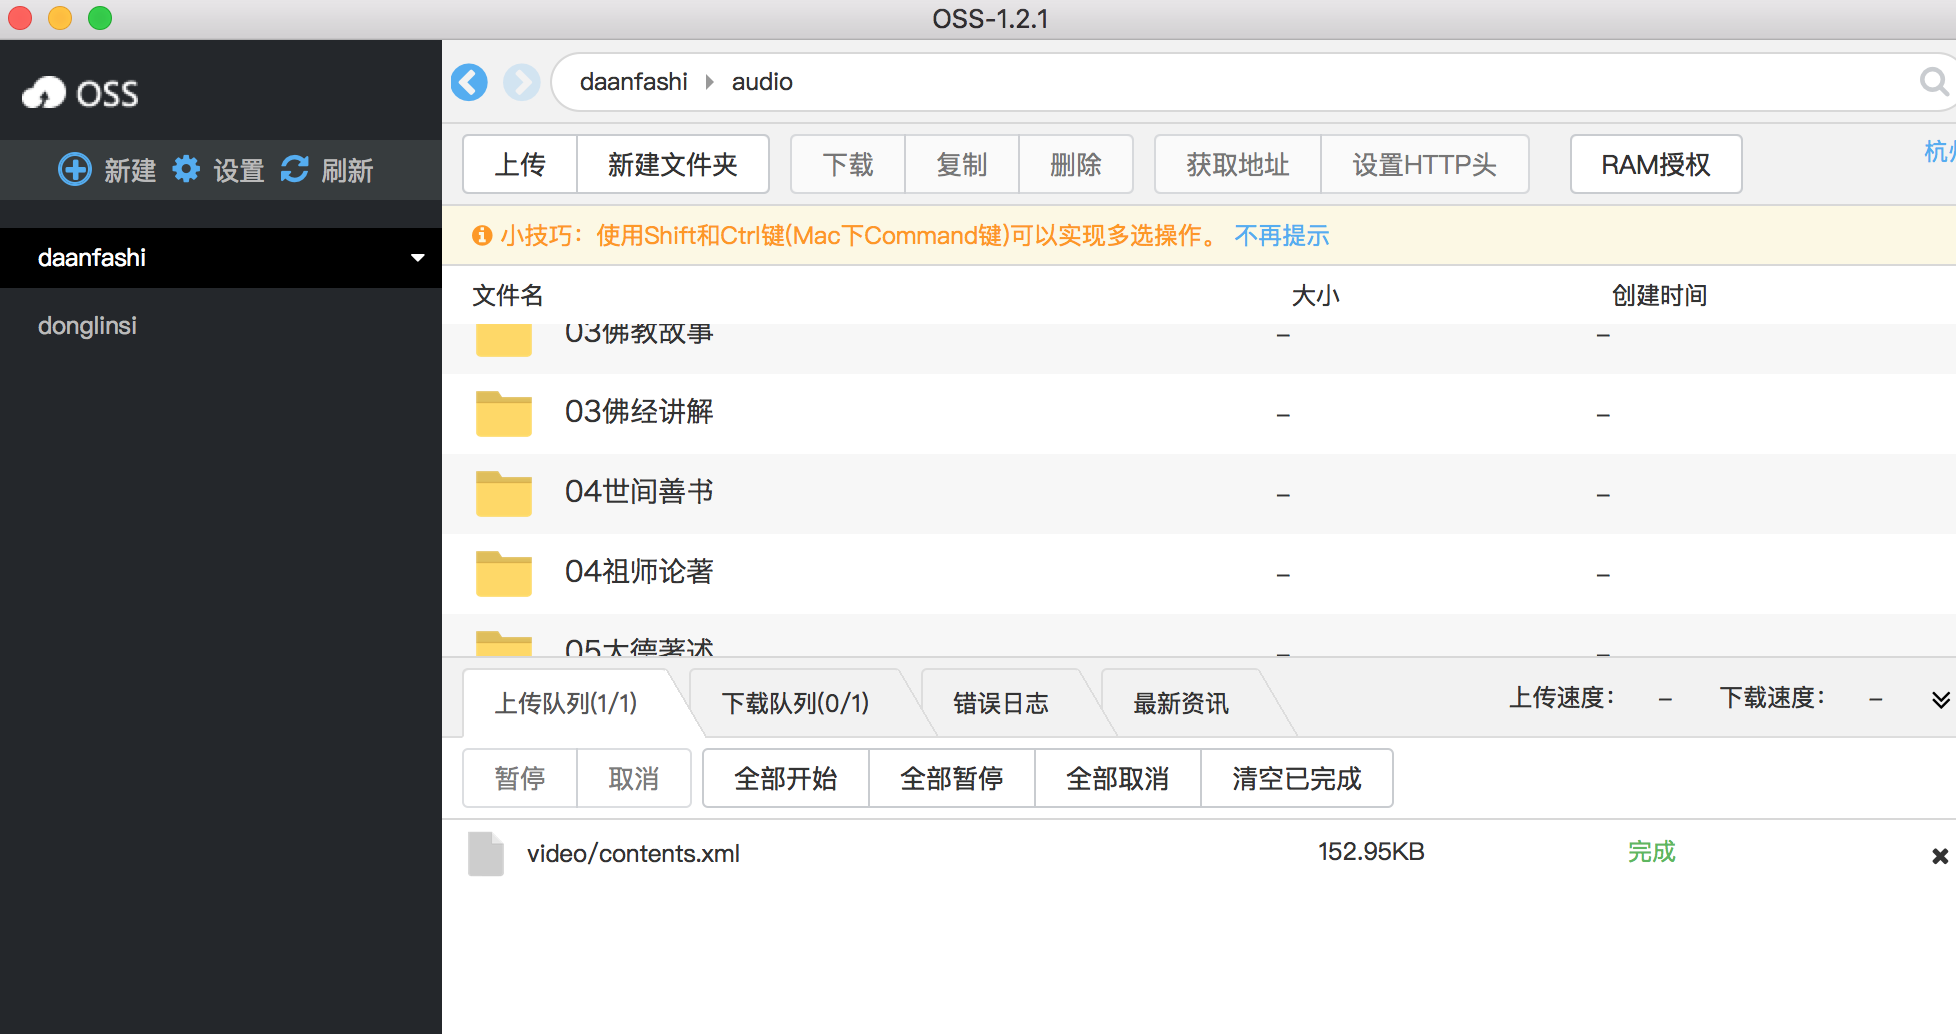 OSS-1.2.1
OSS
新建 设置 刷新
daanfashi
donglinsi
daanfashi audio
上传 新建文件夹 下载 复制 删除 获取地址 设置HTTP头 RAM授权
小技巧：使用Shift和Ctrl键(Mac下Command键)可以实现多选操作。 不再提示
文件名 大小 创建时间
03佛教故事 – –
03佛经讲解 – –
04世间善书 – –
04祖师论著 – –
05大德著述 – –
上传队列(1/1) 下载队列(0/1) 错误日志 最新资讯 上传速度： – 下载速度： –
暂停 取消 全部开始 全部暂停 全部取消 清空已完成
video/contents.xml 152.95KB 完成